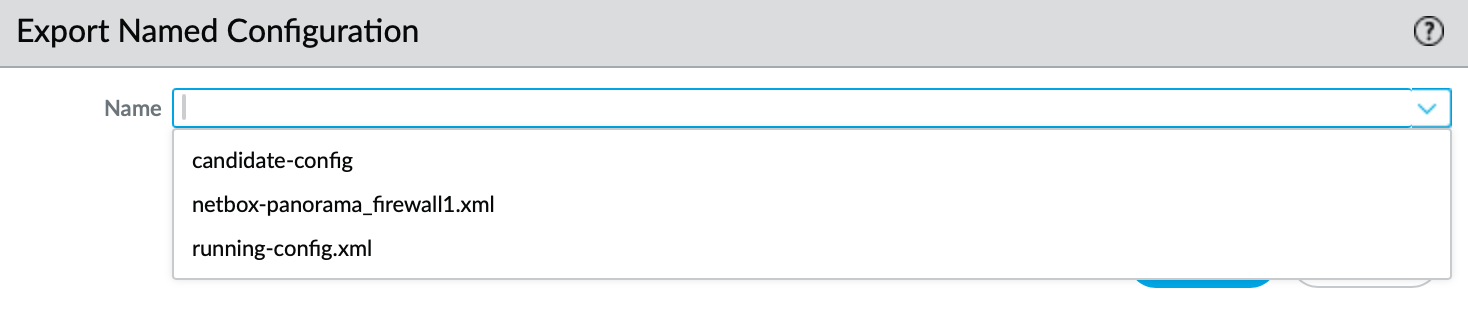 Export Named Configuration
?
Name
candidate-config
netbox-panorama_firewall1.xml
running-config.xml